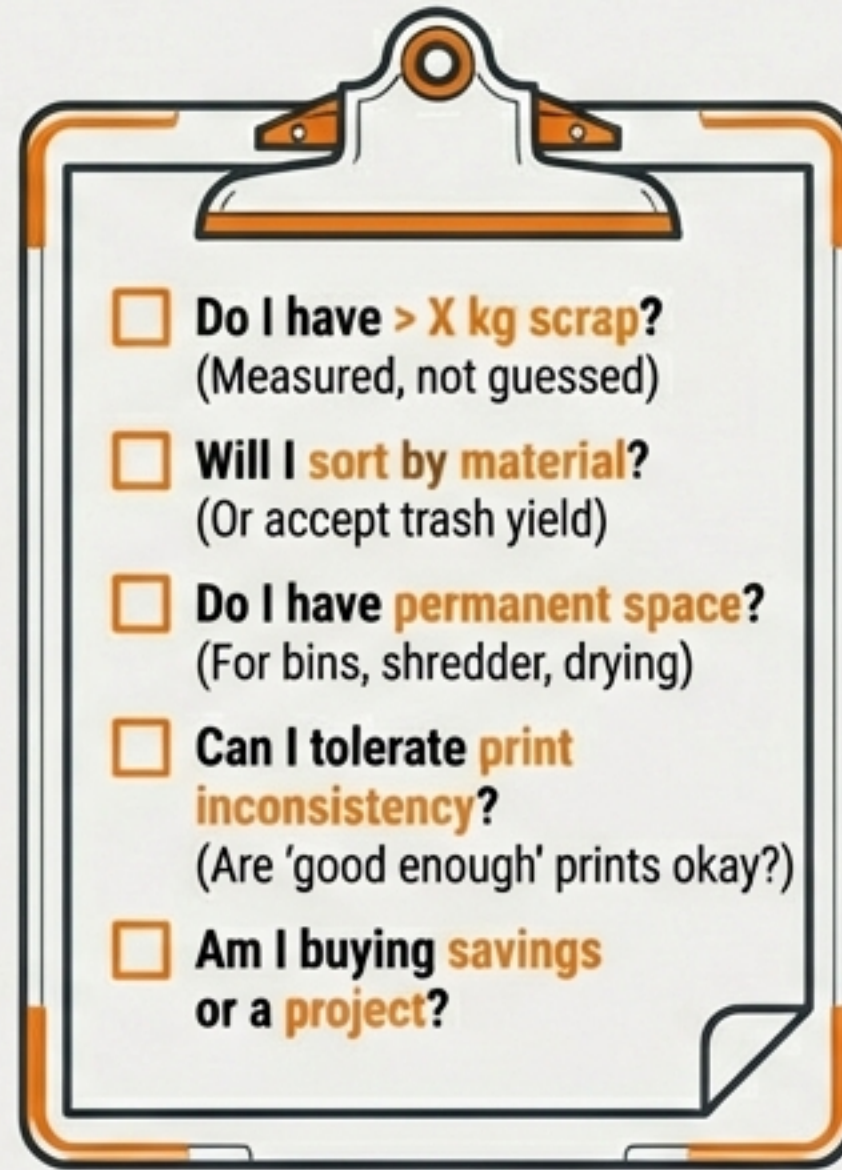 Do I have > X kg scrap?
(Measured, not guessed)
Will I sort by material?
(Or accept trash yield)
Do I have permanent space?
(For bins, shredder, drying)
Can I tolerate print
inconsistency?
(Are ‘good enough' prints okay?)
Am I buying savings
or a project?